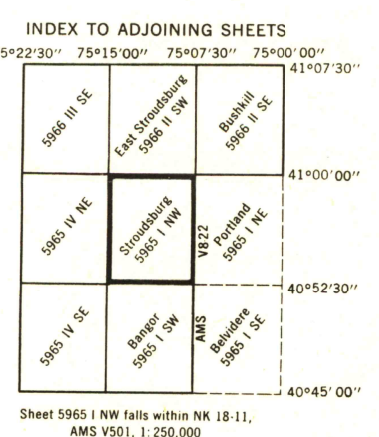 INDEX TO ADJOINING SHEETS
5°22'30" 75°15'00" 75°07'30" 75°00'00"
41°07'30"
5966 III SE
East Stroudsburg
5966 II SW
Bushkill
5966 II SE
41°00'00"
5965 IV NE
Stroudsburg
5965 I NW
V822
Portland
5965 I NE
40°52'30"
5965 IV SE
Bangor
5965 I SW
AMS
Belvidere
5965 I SE
40°45'00"
Sheet 5965 I NW falls within NK 18-11,
AMS V501, 1:250,000